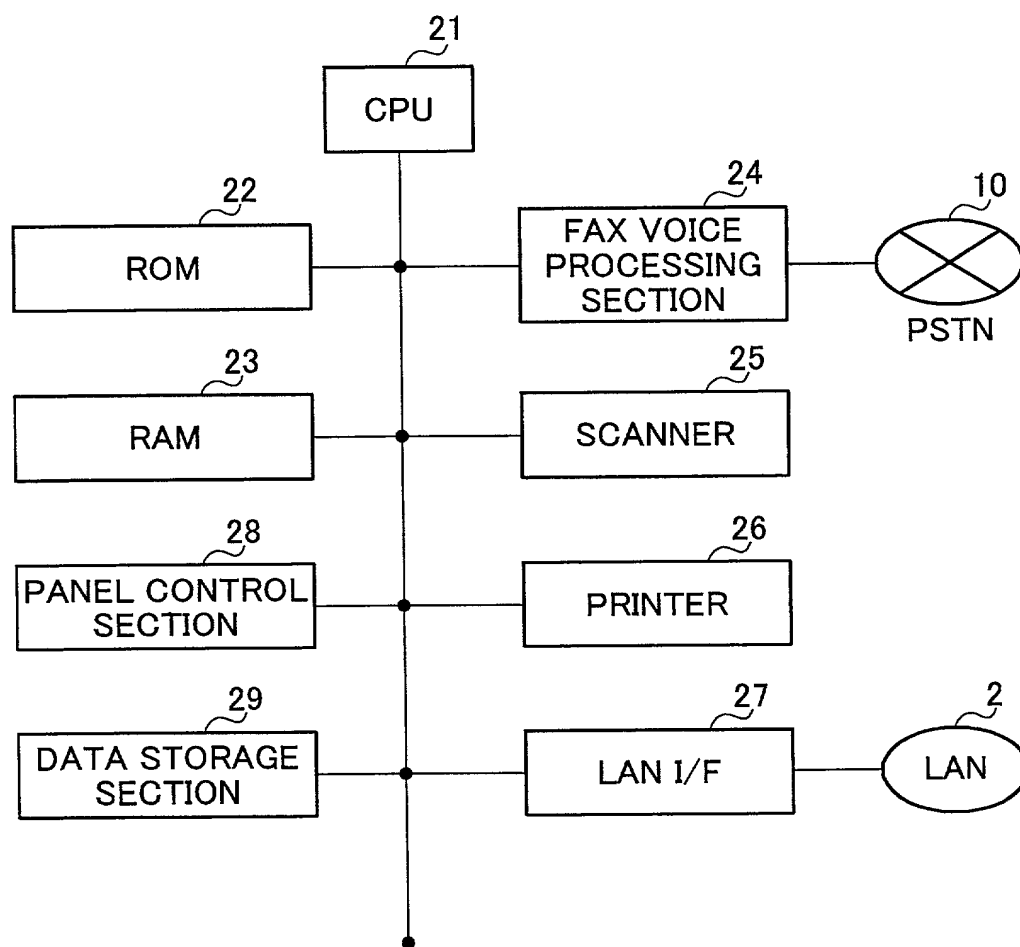 21
CPU
22
ROM
24
FAX VOICE
PROCESSING
SECTION
10
PSTN
23
RAM
25
SCANNER
28
PANEL CONTROL
SECTION
26
PRINTER
29
DATA STORAGE
SECTION
27
LAN I/F
2
LAN